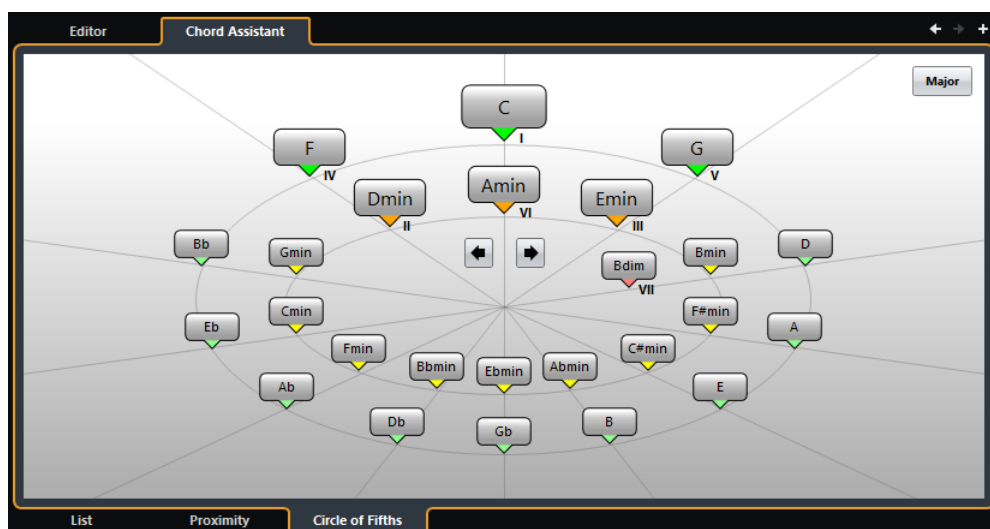 Editor Chord Assistant
Major
C
I
F G
IV V
Amin
Dmin Emin
VI
II III
Bb Gmin Bmin D
Bdim
VII
Eb Cmin F#min A
Fmin C#min
Bbmin Ebmin Abmin
Ab E
Db Gb B
List Proximity Circle of Fifths